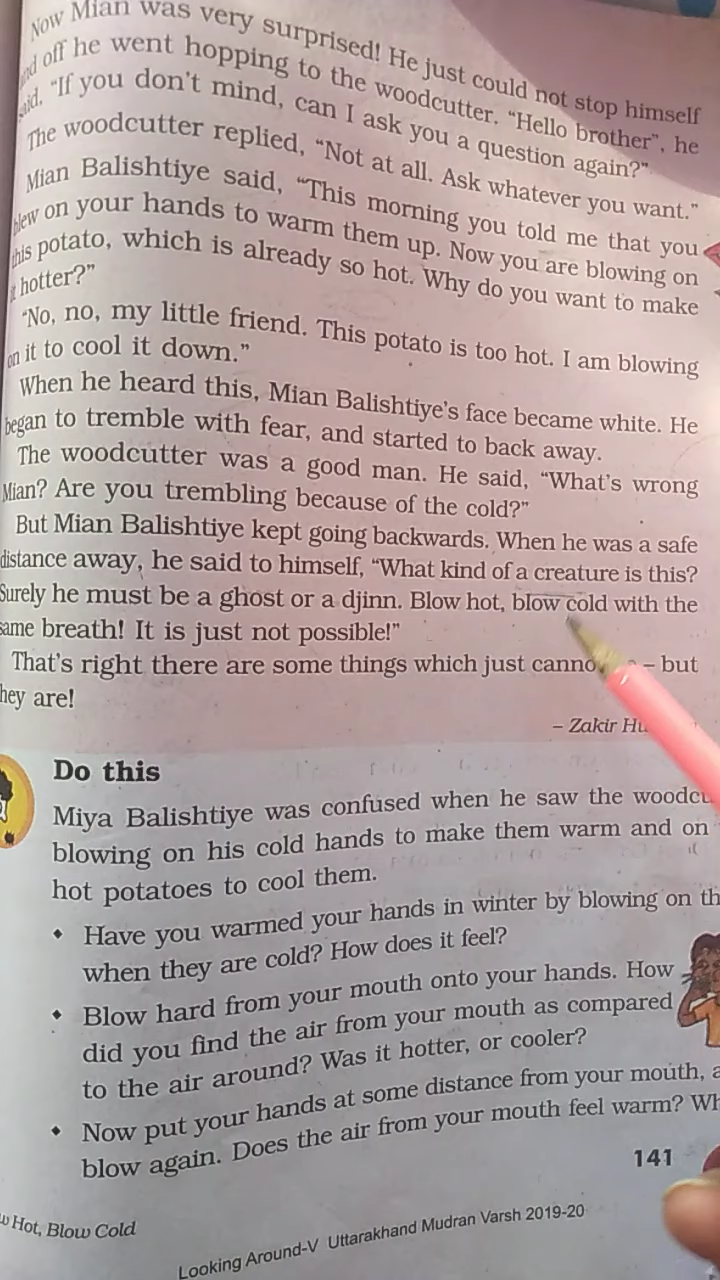 Now Mian was very surprised! He just could not stop himself
and off he went hopping to the woodcutter. “Hello brother”, he
said, “If you don’t mind, can I ask you a question again?”
The woodcutter replied, “Not at all. Ask whatever you want.”
Mian Balishtiye said, “This morning you told me that you
blew on your hands to warm them up. Now you are blowing on
this potato, which is already so hot. Why do you want to make
it hotter?”
“No, no, my little friend. This potato is too hot. I am blowing
on it to cool it down.”
When he heard this, Mian Balishtiye’s face became white. He
began to tremble with fear, and started to back away.
The woodcutter was a good man. He said, “What’s wrong
Mian? Are you trembling because of the cold?”
But Mian Balishtiye kept going backwards. When he was a safe
distance away, he said to himself, “What kind of a creature is this?
Surely he must be a ghost or a djinn. Blow hot, blow cold with the
same breath! It is just not possible!”
That’s right there are some things which just – but
they are!
– Zakir
Do this
Miya Balishtiye was confused when he saw the
blowing on his cold hands to make them warm and on
hot potatoes to cool them.
• Have you warmed your hands in winter by blowing on
when they are cold? How does it feel?
• Blow hard from your mouth onto your hands. How
did you find the air from your mouth as compared
to the air around? Was it hotter, or cooler?
• Now put your hands at some distance from your mouth,
blow again. Does the air from your mouth feel warm?
141
Hot, Blow Cold
Looking Around-V Uttarakhand Mudran Varsh 2019-20